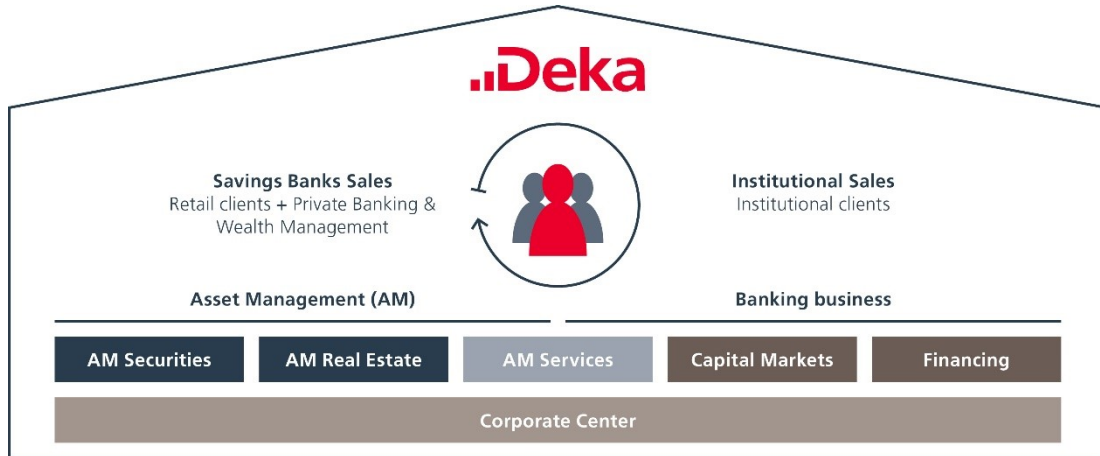 Deka
Savings Banks Sales
Retail clients + Private Banking &
Wealth Management
Institutional Sales
Institutional clients
Asset Management (AM)
Banking business
AM Securities
AM Real Estate
AM Services
Capital Markets
Financing
Corporate Center